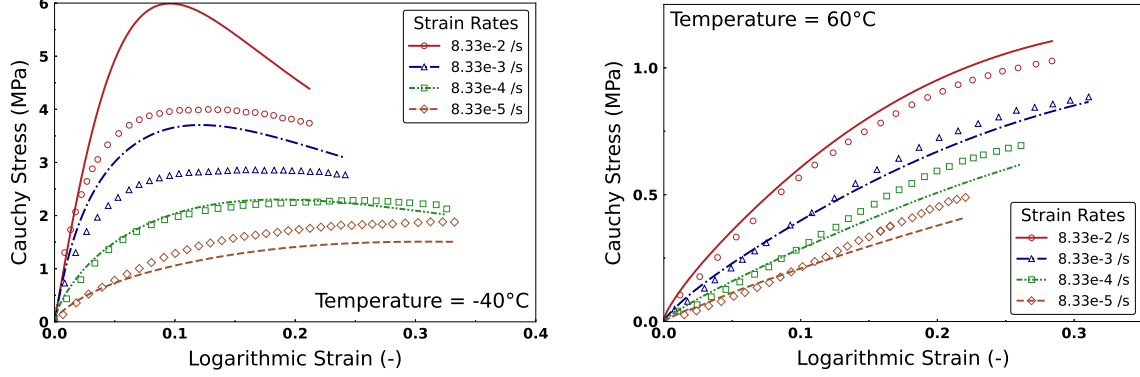 6
5
4
3
2
1
0
Cauchy Stress (MPa)
Strain Rates
8.33e-2 /s
8.33e-3 /s
8.33e-4 /s
8.33e-5 /s
Temperature = -40°C
0.0 0.1 0.2 0.3 0.4
Logarithmic Strain (-)
Temperature = 60°C
1.0
0.5
0
Cauchy Stress (MPa)
Strain Rates
8.33e-2 /s
8.33e-3 /s
8.33e-4 /s
8.33e-5 /s
0.0 0.1 0.2 0.3
Logarithmic Strain (-)